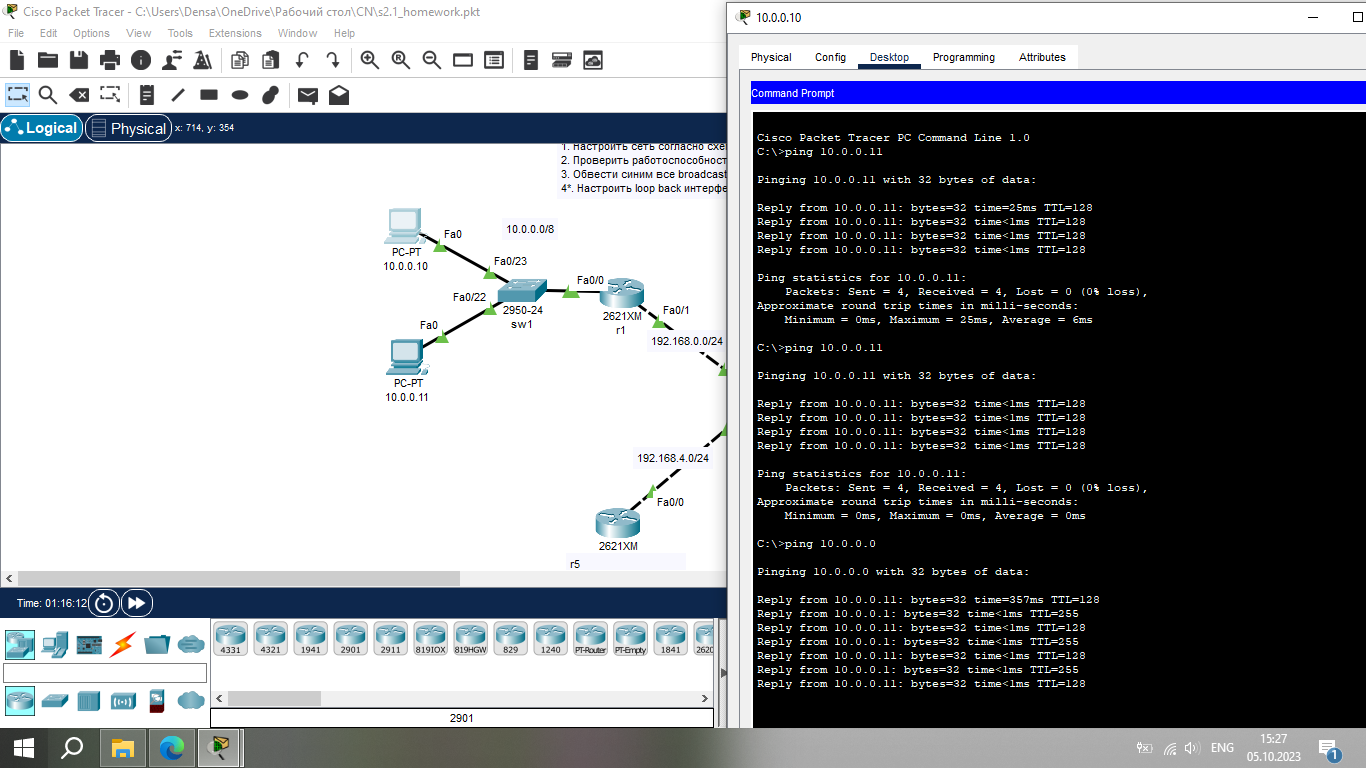 Cisco Packet Tracer - C:\Users\Densa\OneDrive\Рабочий стол\CN\s2.1_homework.pkt
File Edit Options View Tools Extensions Window Help
Logical
Physical
x: 714, y: 354
1. Настроить сеть согласно схе
2. Проверить работоспособност
3. Обвести синим все broadcast
4*. Настроить loop back интерфе
10.0.0.0/8
Fa0
PC-PT
10.0.0.10
Fa0/23
Fa0/0
Fa0/22
2950-24
sw1
2621XM
r1
Fa0/1
Fa0
192.168.0.0/24
PC-PT
10.0.0.11
192.168.4.0/24
Fa0/0
2621XM
r5
Time: 01:16:12
4331
4321
1941
2901
2911
819IOX
819HGW
829
1240
PT-Router
PT-Empty
1841
2620
2901
10.0.0.10
Physical Config Desktop Programming Attributes
Command Prompt
Cisco Packet Tracer PC Command Line 1.0
C:\>ping 10.0.0.11
Pinging 10.0.0.11 with 32 bytes of data:
Reply from 10.0.0.11: bytes=32 time=25ms TTL=128
Reply from 10.0.0.11: bytes=32 time<1ms TTL=128
Reply from 10.0.0.11: bytes=32 time<1ms TTL=128
Reply from 10.0.0.11: bytes=32 time<1ms TTL=128
Ping statistics for 10.0.0.11:
Packets: Sent = 4, Received = 4, Lost = 0 (0% loss),
Approximate round trip times in milli-seconds:
Minimum = 0ms, Maximum = 25ms, Average = 6ms
C:\>ping 10.0.0.11
Pinging 10.0.0.11 with 32 bytes of data:
Reply from 10.0.0.11: bytes=32 time<1ms TTL=128
Reply from 10.0.0.11: bytes=32 time<1ms TTL=128
Reply from 10.0.0.11: bytes=32 time<1ms TTL=128
Reply from 10.0.0.11: bytes=32 time<1ms TTL=128
Ping statistics for 10.0.0.11:
Packets: Sent = 4, Received = 4, Lost = 0 (0% loss),
Approximate round trip times in milli-seconds:
Minimum = 0ms, Maximum = 0ms, Average = 0ms
C:\>ping 10.0.0.0
Pinging 10.0.0.0 with 32 bytes of data:
Reply from 10.0.0.11: bytes=32 time=357ms TTL=128
Reply from 10.0.0.1: bytes=32 time<1ms TTL=255
Reply from 10.0.0.11: bytes=32 time<1ms TTL=128
Reply from 10.0.0.1: bytes=32 time<1ms TTL=255
Reply from 10.0.0.11: bytes=32 time<1ms TTL=128
Reply from 10.0.0.1: bytes=32 time<1ms TTL=255
Reply from 10.0.0.11: bytes=32 time<1ms TTL=128
ENG
15:27
05.10.2023
1